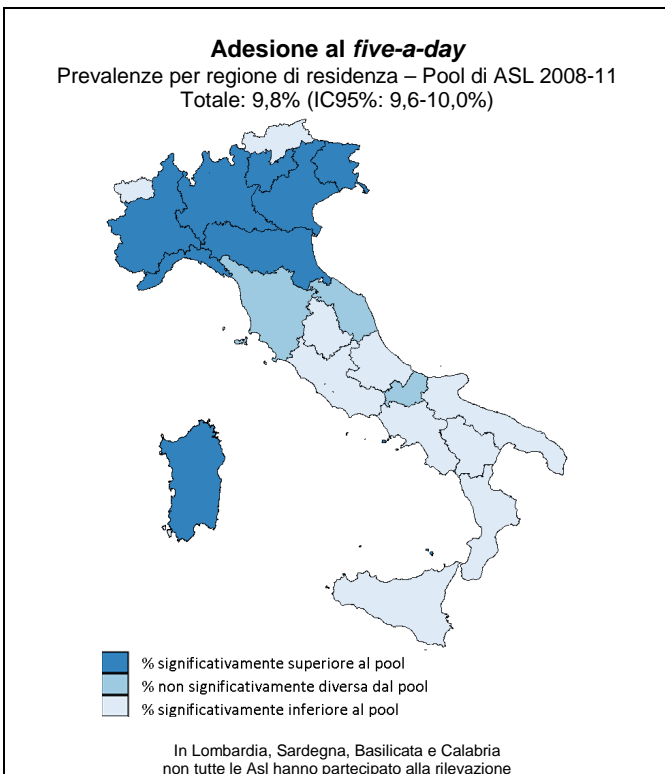 Adesione al five-a-day
Prevalenze per regione di residenza – Pool di ASL 2008-11
Totale: 9,8% (IC95%: 9,6-10,0%)
% significativamente superiore al pool
% non significativamente diversa dal pool
% significativamente inferiore al pool
In Lombardia, Sardegna, Basilicata e Calabria
non tutte le Asl hanno partecipato alla rilevazione